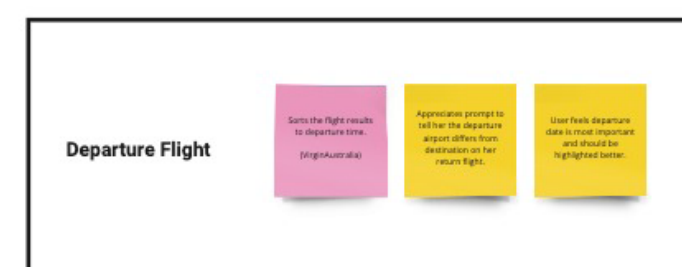 Departure Flight
Sorts the flight results
to departure time.
(VirginAustralia)
Appreciates prompt to
tell her the departure
airport differs from
destination on her
return flight.
User feels departure
date is most important
and should be
highlighted better.